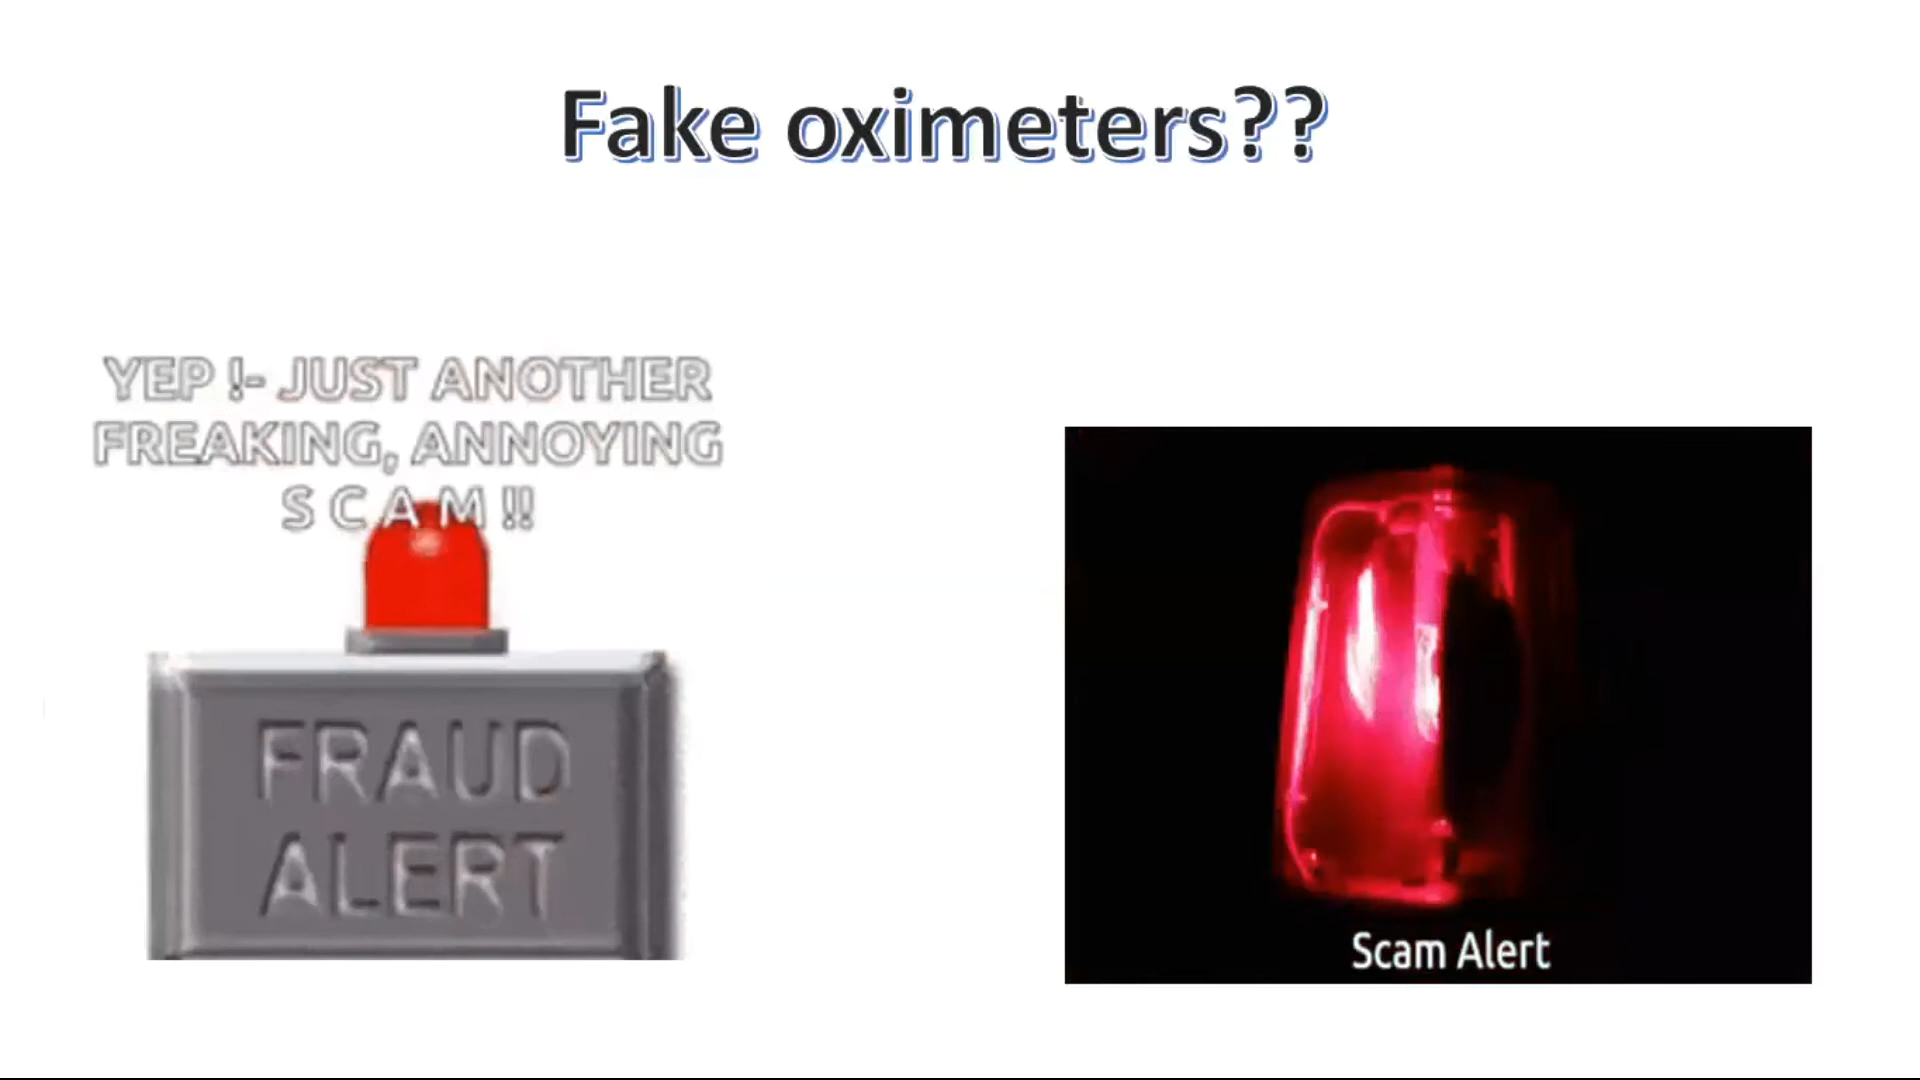 Fake oximeters??
YEP !- JUST ANOTHER
FREAKING, ANNOYING
S C A M !!
FRAUD
ALERT
Scam Alert